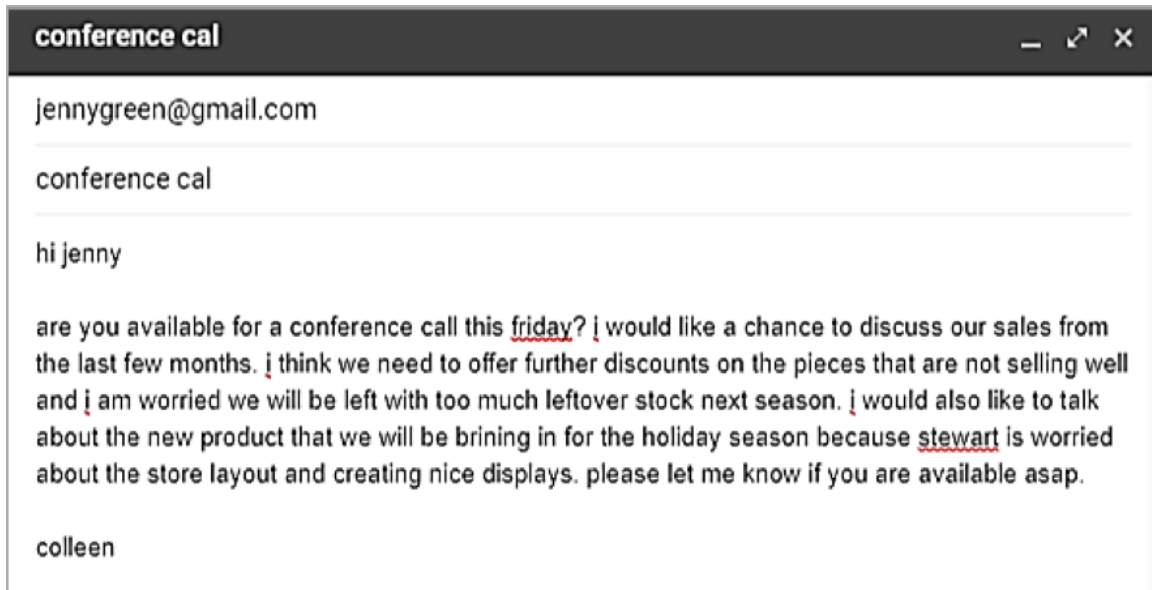 conference cal
jennygreen@gmail.com
conference cal
hi jenny
are you available for a conference call this friday? i would like a chance to discuss our sales from
the last few months. i think we need to offer further discounts on the pieces that are not selling well
and i am worried we will be left with too much leftover stock next season. i would also like to talk
about the new product that we will be brining in for the holiday season because stewart is worried
about the store layout and creating nice displays. please let me know if you are available asap.
colleen